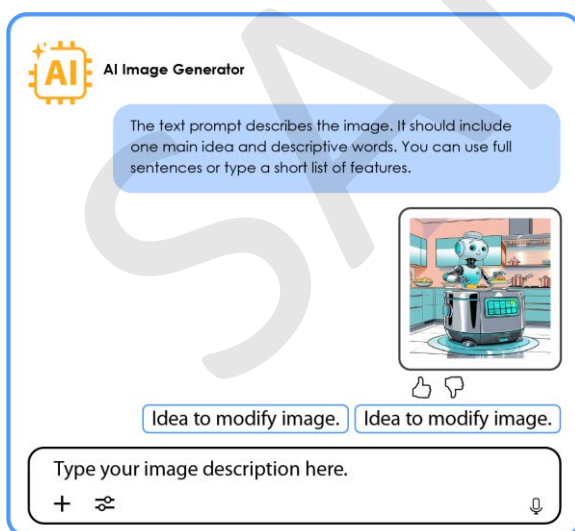 AI
AI Image Generator
The text prompt describes the image. It should include
one main idea and descriptive words. You can use full
sentences or type a short list of features.
Idea to modify image.
Idea to modify image.
Type your image description here.